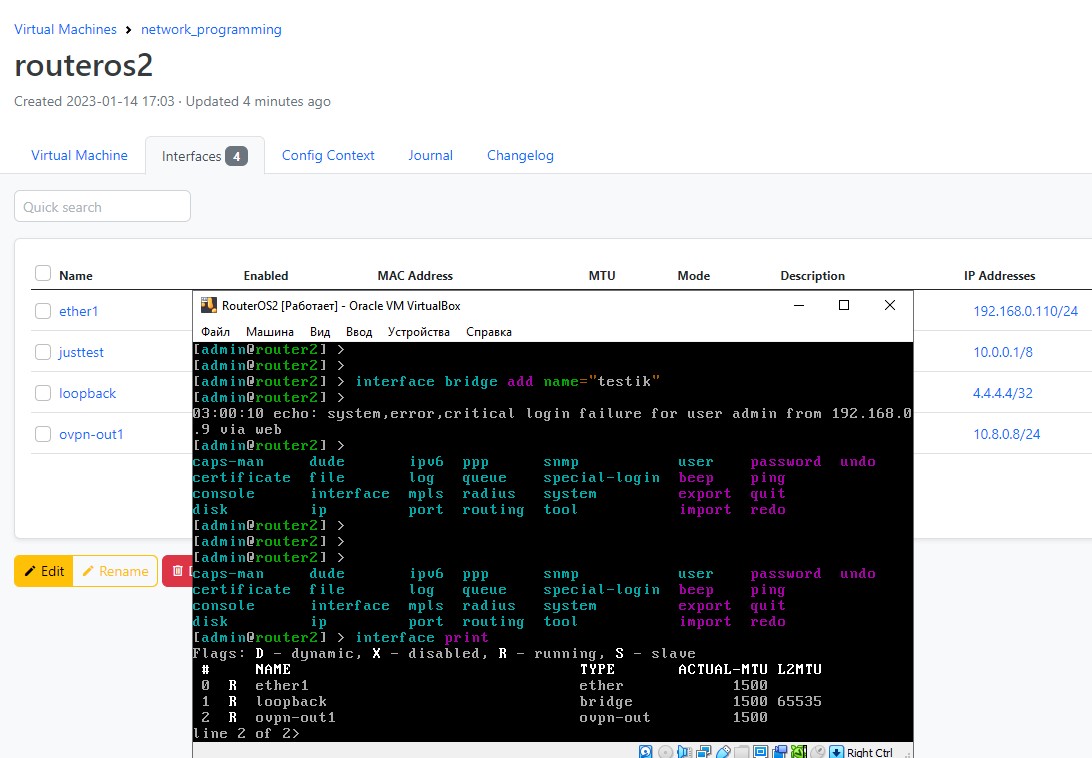 Virtual Machines > network_programming
routeros2
Created 2023-01-14 17:03 · Updated 4 minutes ago
Virtual Machine Interfaces 4 Config Context Journal Changelog
Quick search
Name Enabled MAC Address MTU Mode Description IP Addresses
ether1 192.168.0.110/24
justtest 10.0.0.1/8
loopback 4.4.4.4/32
ovpn-out1 10.8.0.8/24
Edit Rename
RouterOS2 [Работает] - Oracle VM VirtualBox
Файл Машина Вид Ввод Устройства Справка
[admin@router2] >
[admin@router2] >
[admin@router2] > interface bridge add name="testik"
[admin@router2] >
03:00:10 echo: system,error,critical login failure for user admin from 192.168.0
.9 via web
[admin@router2] >
caps-man dude ipv6 ppp snmp user password undo
certificate file log queue special-login beep ping
console interface mpls radius system export quit
disk ip port routing tool import redo
[admin@router2] >
[admin@router2] >
[admin@router2] >
caps-man dude ipv6 ppp snmp user password undo
certificate file log queue special-login beep ping
console interface mpls radius system export quit
disk ip port routing tool import redo
[admin@router2] > interface print
Flags: D - dynamic, X - disabled, R - running, S - slave
# NAME TYPE ACTUAL-MTU L2MTU
0 R ether1 ether 1500
1 R loopback bridge 1500 65535
2 R ovpn-out1 ovpn-out 1500
line 2 of 2>
Right Ctrl